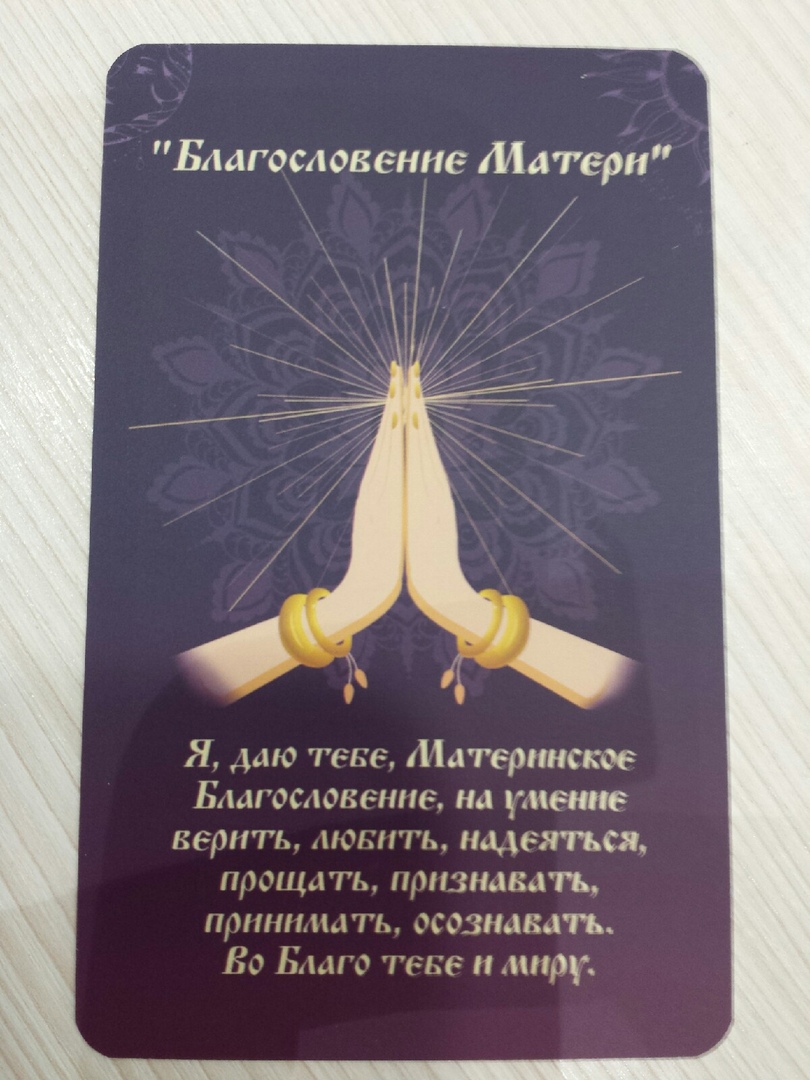 "Благословение Матери"
Я, даю тебе, Материнское
Благословение, на умение
верить, любить, надеяться,
прощать, признавать,
принимать, осознавать.
Во Благо тебе и миру.